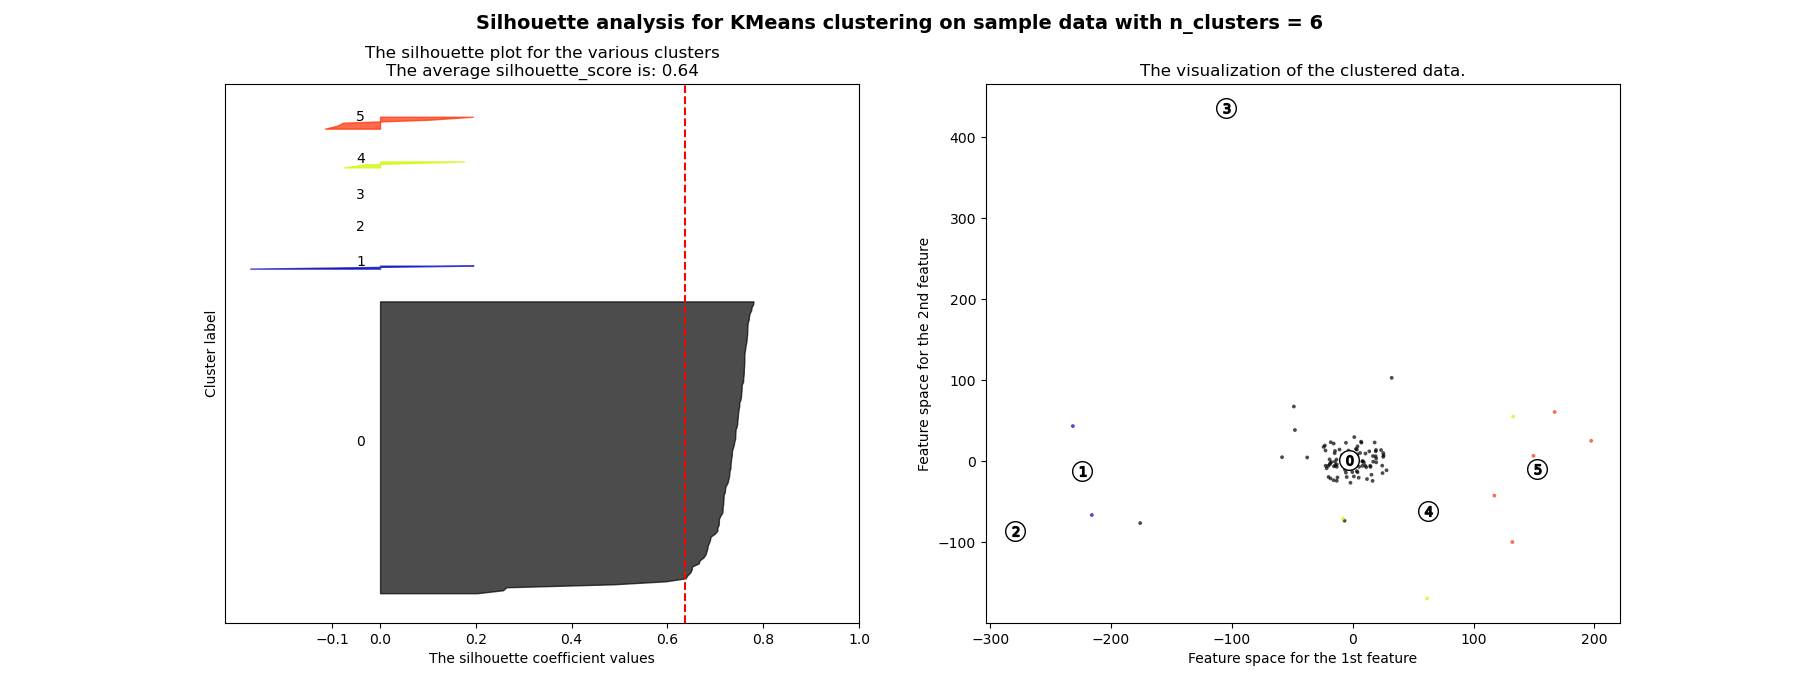 Silhouette analysis for KMeans clustering on sample data with n_clusters = 6
The silhouette plot for the various clusters
The average silhouette_score is: 0.64
5
4
3
2
1
0
Cluster label
−0.1 0.0 0.2 0.4 0.6 0.8 1.0
The silhouette coefficient values
The visualization of the clustered data.
3
0
1
5
4
2
Feature space for the 2nd feature
400
300
200
100
0
−100
−300 −200 −100 0 100 200
Feature space for the 1st feature